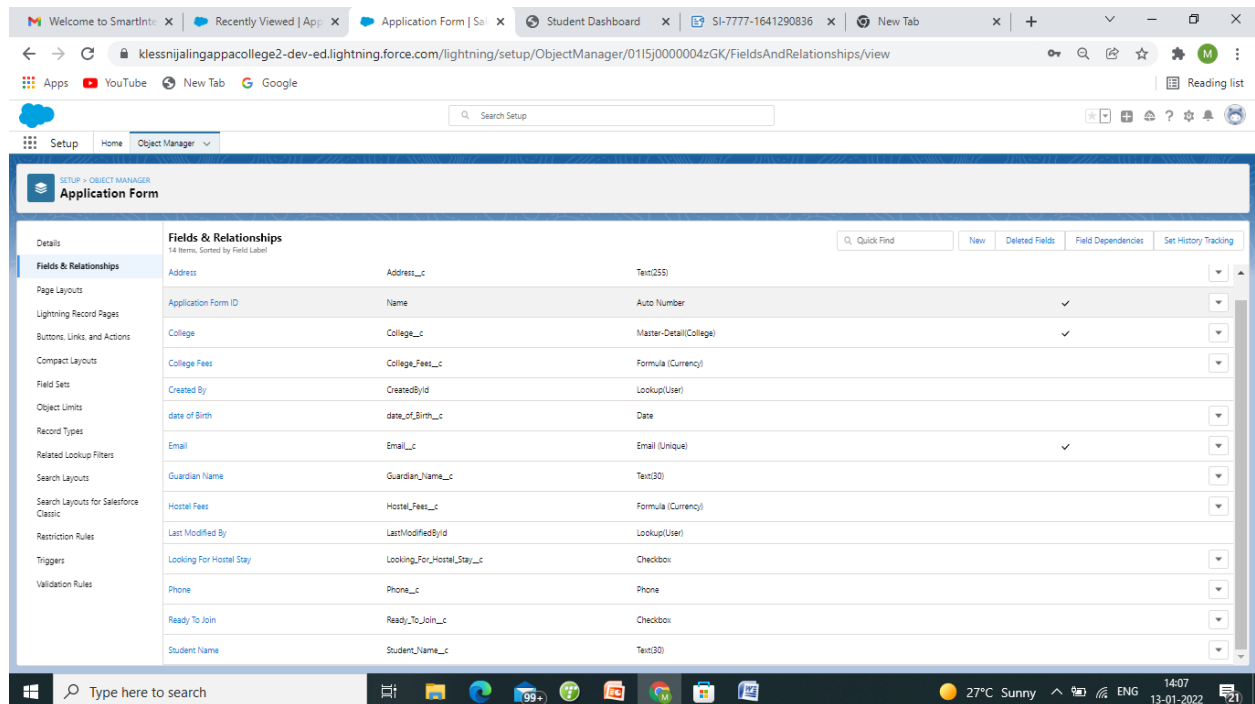 Welcome to SmartInte
Recently Viewed | App
Application Form | Sal
Student Dashboard
SI-7777-1641290836
New Tab
klessnijalingappacollege2-dev-ed.lightning.force.com/lightning/setup/ObjectManager/01I5j0000004zGK/FieldsAndRelationships/view
M
Apps YouTube New Tab Google Reading list
Search Setup
Setup Home Object Manager
SETUP > OBJECT MANAGER
Application Form
Details
Fields & Relationships
Page Layouts
Lightning Record Pages
Buttons, Links, and Actions
Compact Layouts
Field Sets
Object Limits
Record Types
Related Lookup Filters
Search Layouts
Search Layouts for Salesforce
Classic
Restriction Rules
Triggers
Validation Rules
Fields & Relationships
14 Items, Sorted by Field Label
Quick Find New Deleted Fields Field Dependencies Set History Tracking
Address Address__c Text(255)
Application Form ID Name Auto Number
College College__c Master-Detail(College)
College Fees College_Fees__c Formula (Currency)
Created By CreatedById Lookup(User)
date of Birth date_of_Birth__c Date
Email Email__c Email (Unique)
Guardian Name Guardian_Name__c Text(30)
Hostel Fees Hostel_Fees__c Formula (Currency)
Last Modified By LastModifiedById Lookup(User)
Looking For Hostel Stay Looking_For_Hostel_Stay__c Checkbox
Phone Phone__c Phone
Ready To Join Ready_To_Join__c Checkbox
Student Name Student_Name__c Text(30)
Type here to search
99+
27°C Sunny
ENG
14:07
13-01-2022
21